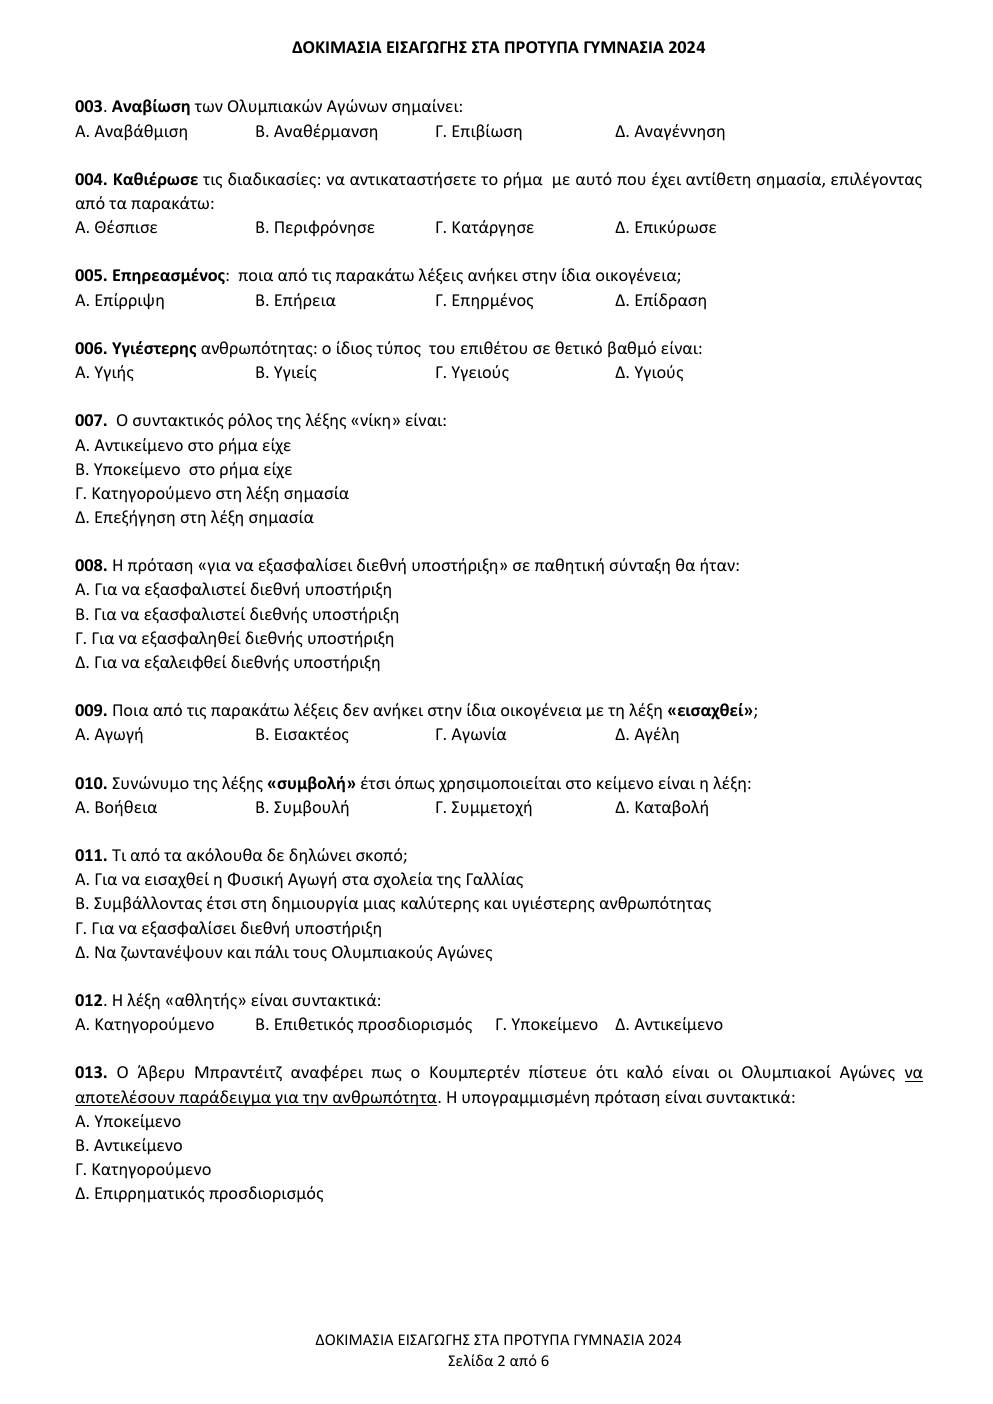 ΔΟΚΙΜΑΣΙΑ ΕΙΣΑΓΩΓΗΣ ΣΤΑ ΠΡΟΤΥΠΑ ΓΥΜΝΑΣΙΑ 2024
003. Αναβίωση των Ολυμπιακών Αγώνων σημαίνει:
Α. Αναβάθμιση Β. Αναθέρμανση Γ. Επιβίωση Δ. Αναγέννηση
004. Καθιέρωσε τις διαδικασίες: να αντικαταστήσετε το ρήμα με αυτό που έχει αντίθετη σημασία, επιλέγοντας
από τα παρακάτω:
Α. Θέσπισε Β. Περιφρόνησε Γ. Κατάργησε Δ. Επικύρωσε
005. Επηρεασμένος: ποια από τις παρακάτω λέξεις ανήκει στην ίδια οικογένεια;
Α. Επίρριψη Β. Επήρεια Γ. Επηρμένος Δ. Επίδραση
006. Υγιέστερης ανθρωπότητας: ο ίδιος τύπος του επιθέτου σε θετικό βαθμό είναι:
Α. Υγιής Β. Υγιείς Γ. Υγειούς Δ. Υγιούς
007. Ο συντακτικός ρόλος της λέξης «νίκη» είναι:
Α. Αντικείμενο στο ρήμα είχε
Β. Υποκείμενο στο ρήμα είχε
Γ. Κατηγορούμενο στη λέξη σημασία
Δ. Επεξήγηση στη λέξη σημασία
008. Η πρόταση «για να εξασφαλίσει διεθνή υποστήριξη» σε παθητική σύνταξη θα ήταν:
Α. Για να εξασφαλιστεί διεθνή υποστήριξη
Β. Για να εξασφαλιστεί διεθνής υποστήριξη
Γ. Για να εξασφαληθεί διεθνής υποστήριξη
Δ. Για να εξαλειφθεί διεθνής υποστήριξη
009. Ποια από τις παρακάτω λέξεις δεν ανήκει στην ίδια οικογένεια με τη λέξη «εισαχθεί»;
Α. Αγωγή Β. Εισακτέος Γ. Αγωνία Δ. Αγέλη
010. Συνώνυμο της λέξης «συμβολή» έτσι όπως χρησιμοποιείται στο κείμενο είναι η λέξη:
Α. Βοήθεια Β. Συμβουλή Γ. Συμμετοχή Δ. Καταβολή
011. Τι από τα ακόλουθα δε δηλώνει σκοπό;
Α. Για να εισαχθεί η Φυσική Αγωγή στα σχολεία της Γαλλίας
Β. Συμβάλλοντας έτσι στη δημιουργία μιας καλύτερης και υγιέστερης ανθρωπότητας
Γ. Για να εξασφαλίσει διεθνή υποστήριξη
Δ. Να ζωντανέψουν και πάλι τους Ολυμπιακούς Αγώνες
012. Η λέξη «αθλητής» είναι συντακτικά:
Α. Κατηγορούμενο Β. Επιθετικός προσδιορισμός Γ. Υποκείμενο Δ. Αντικείμενο
013. Ο Άβερυ Μπραντέιτζ αναφέρει πως ο Κουμπερτέν πίστευε ότι καλό είναι οι Ολυμπιακοί Αγώνες να
αποτελέσουν παράδειγμα για την ανθρωπότητα. Η υπογραμμισμένη πρόταση είναι συντακτικά:
Α. Υποκείμενο
Β. Αντικείμενο
Γ. Κατηγορούμενο
Δ. Επιρρηματικός προσδιορισμός
ΔΟΚΙΜΑΣΙΑ ΕΙΣΑΓΩΓΗΣ ΣΤΑ ΠΡΟΤΥΠΑ ΓΥΜΝΑΣΙΑ 2024
Σελίδα 2 από 6